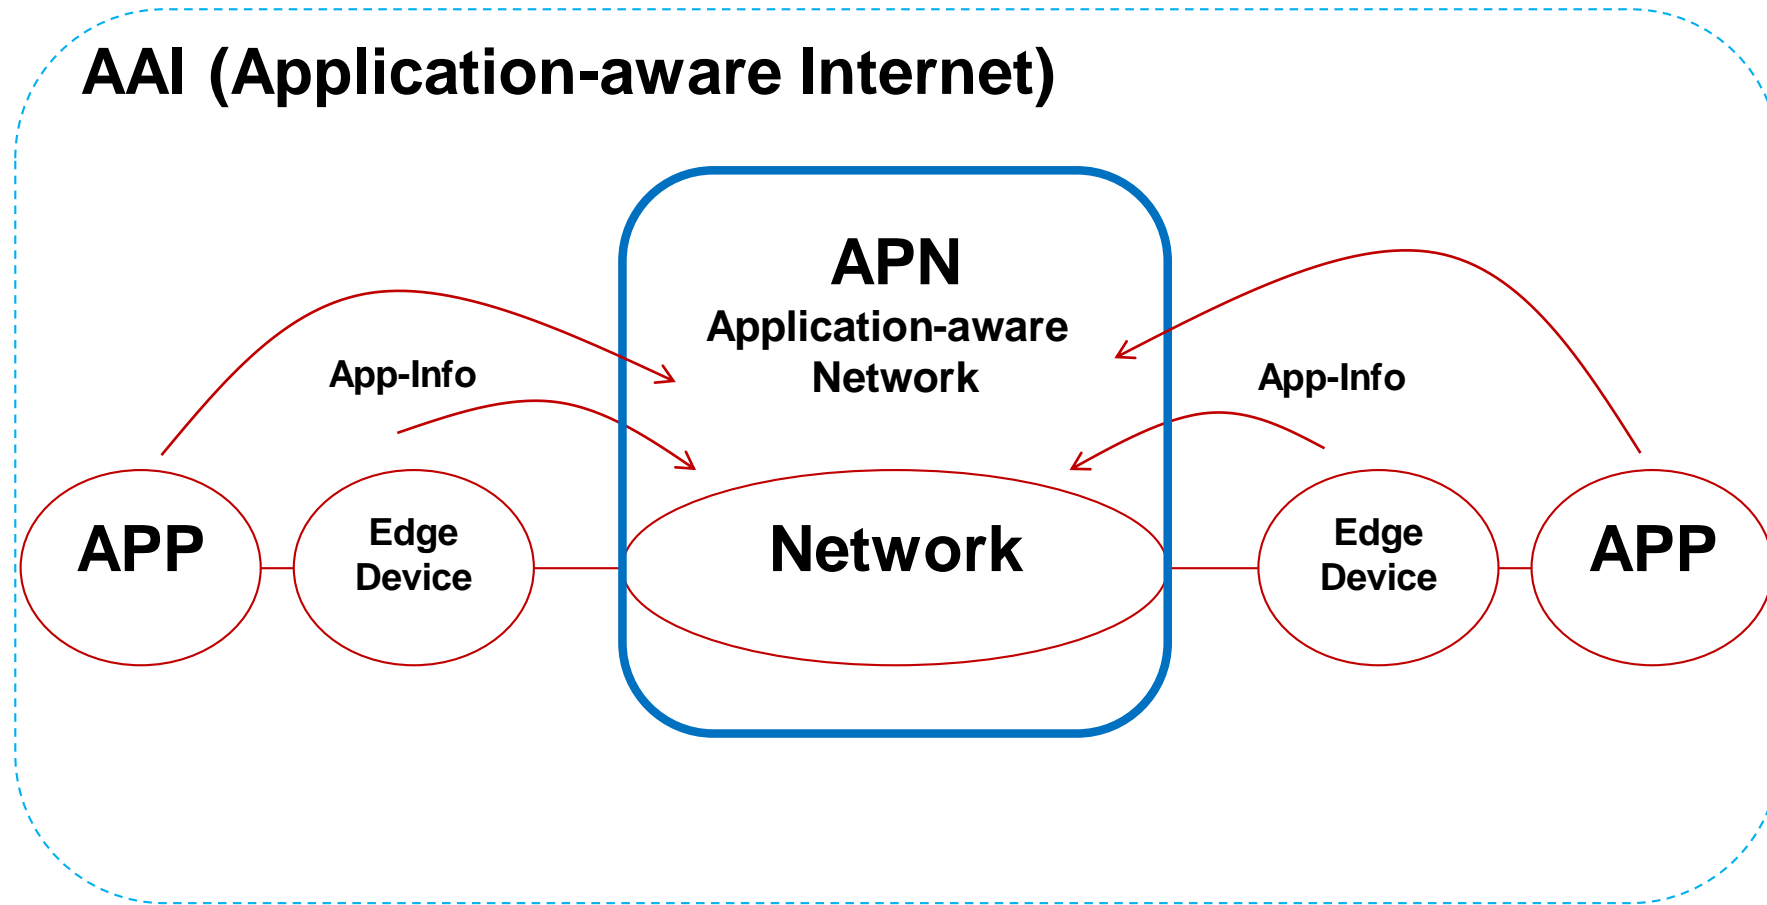 AAI (Application-aware Internet)
APN
Application-aware
Network
App-Info
App-Info
APP
Edge
Device
Network
Edge
Device
APP